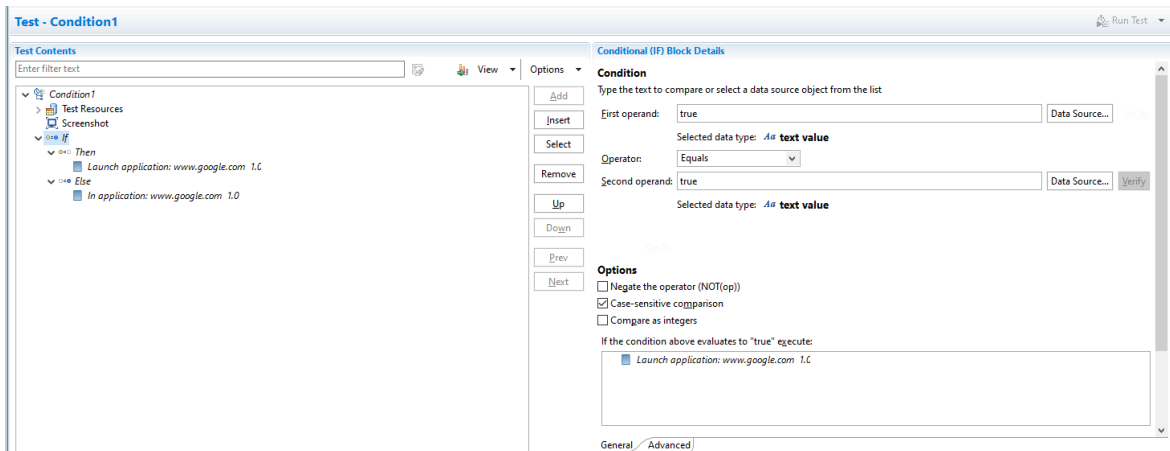 Test - Condition1
Run Test
Test Contents
Enter filter text
View
Options
Condition1
Test Resources
Screenshot
If
Then
Launch application: www.google.com 1.0
Else
In application: www.google.com 1.0
Add
Insert
Select
Remove
Up
Down
Prev
Next
Conditional (IF) Block Details
Condition
Type the text to compare or select a data source object from the list
First operand: true Data Source...
Selected data type: Aa text value
Operator: Equals
Second operand: true Data Source... Verify
Selected data type: Aa text value
Options
Negate the operator (NOT(op))
Case-sensitive comparison
Compare as integers
If the condition above evaluates to "true" execute:
Launch application: www.google.com 1.0
General Advanced